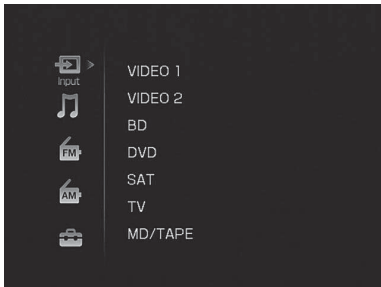 Input
VIDEO 1
VIDEO 2
BD
FM
DVD
SAT
AM
TV
MD/TAPE